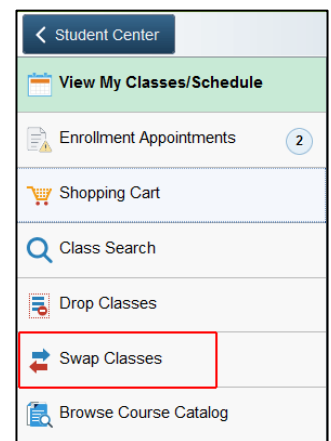 Student Center
View My Classes/Schedule
Enrollment Appointments 2
Shopping Cart
Class Search
Drop Classes
Swap Classes
Browse Course Catalog